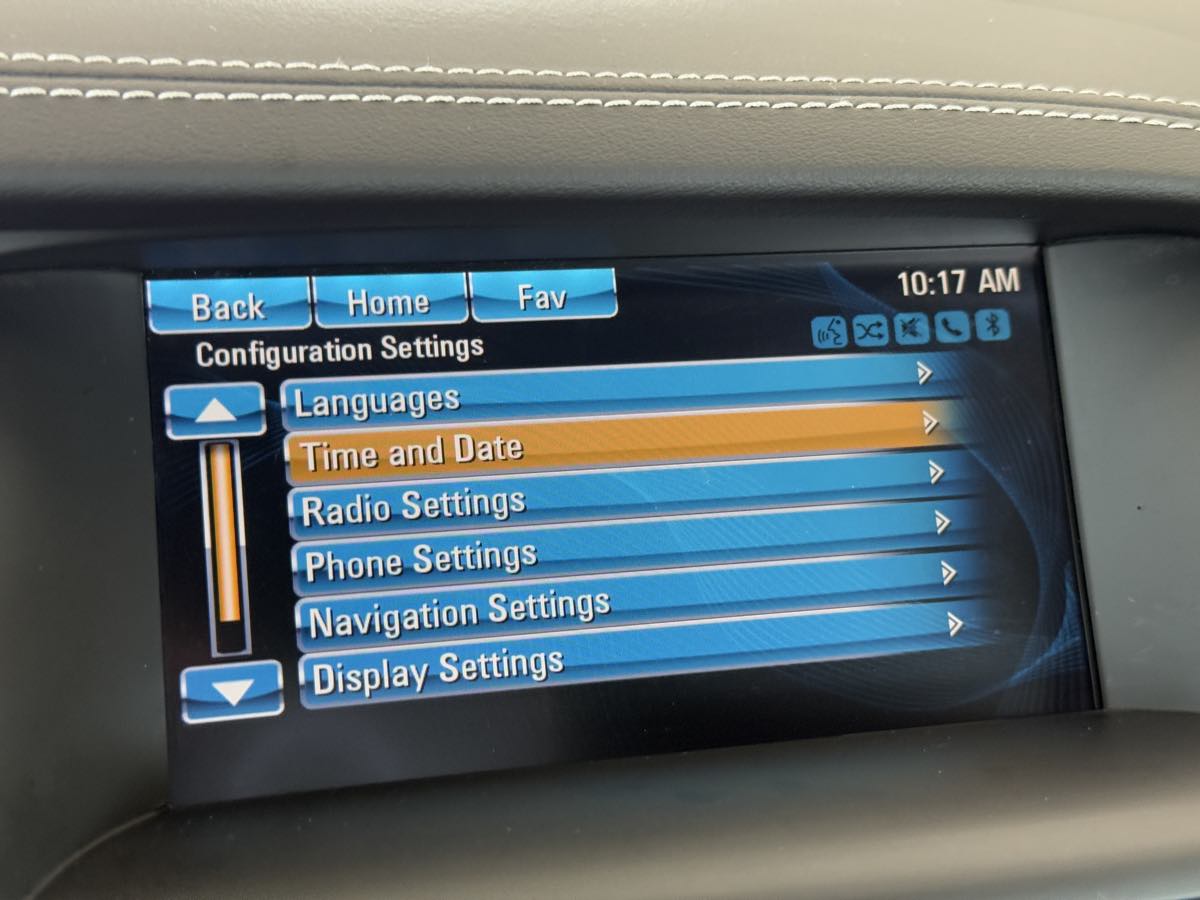 Back Home Fav 10:17 AM
Configuration Settings
Languages
Time and Date
Radio Settings
Phone Settings
Navigation Settings
Display Settings